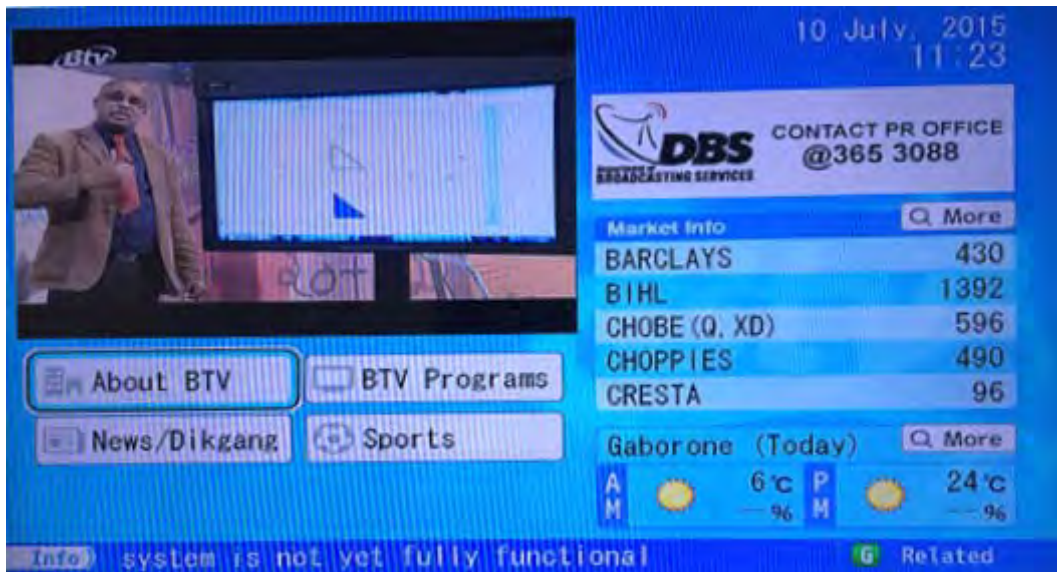 Btv
10 July, 2015
11:23
DBS
BROADCASTING SERVICES
CONTACT PR OFFICE
@365 3088
Market Info
More
BARCLAYS 430
BIHL 1392
CHOBE(Q.XD) 596
CHOPPIES 490
CRESTA 96
About BTV
BTV Programs
News/Dikgang
Sports
Gaborone (Today)
More
AM 6℃ --%
PM 24℃ --%
Info system is not yet fully functional
G Related